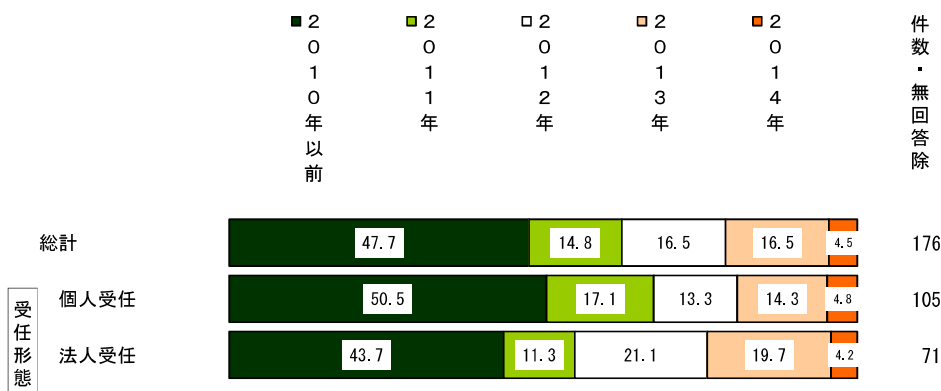 ２０１０年以前
２０１１年
２０１２年
２０１３年
２０１４年
件数・無回答除
総計
47.7
14.8
16.5
16.5
4.5
176
受任形態
個人受任
50.5
17.1
13.3
14.3
4.8
105
法人受任
43.7
11.3
21.1
19.7
4.2
71